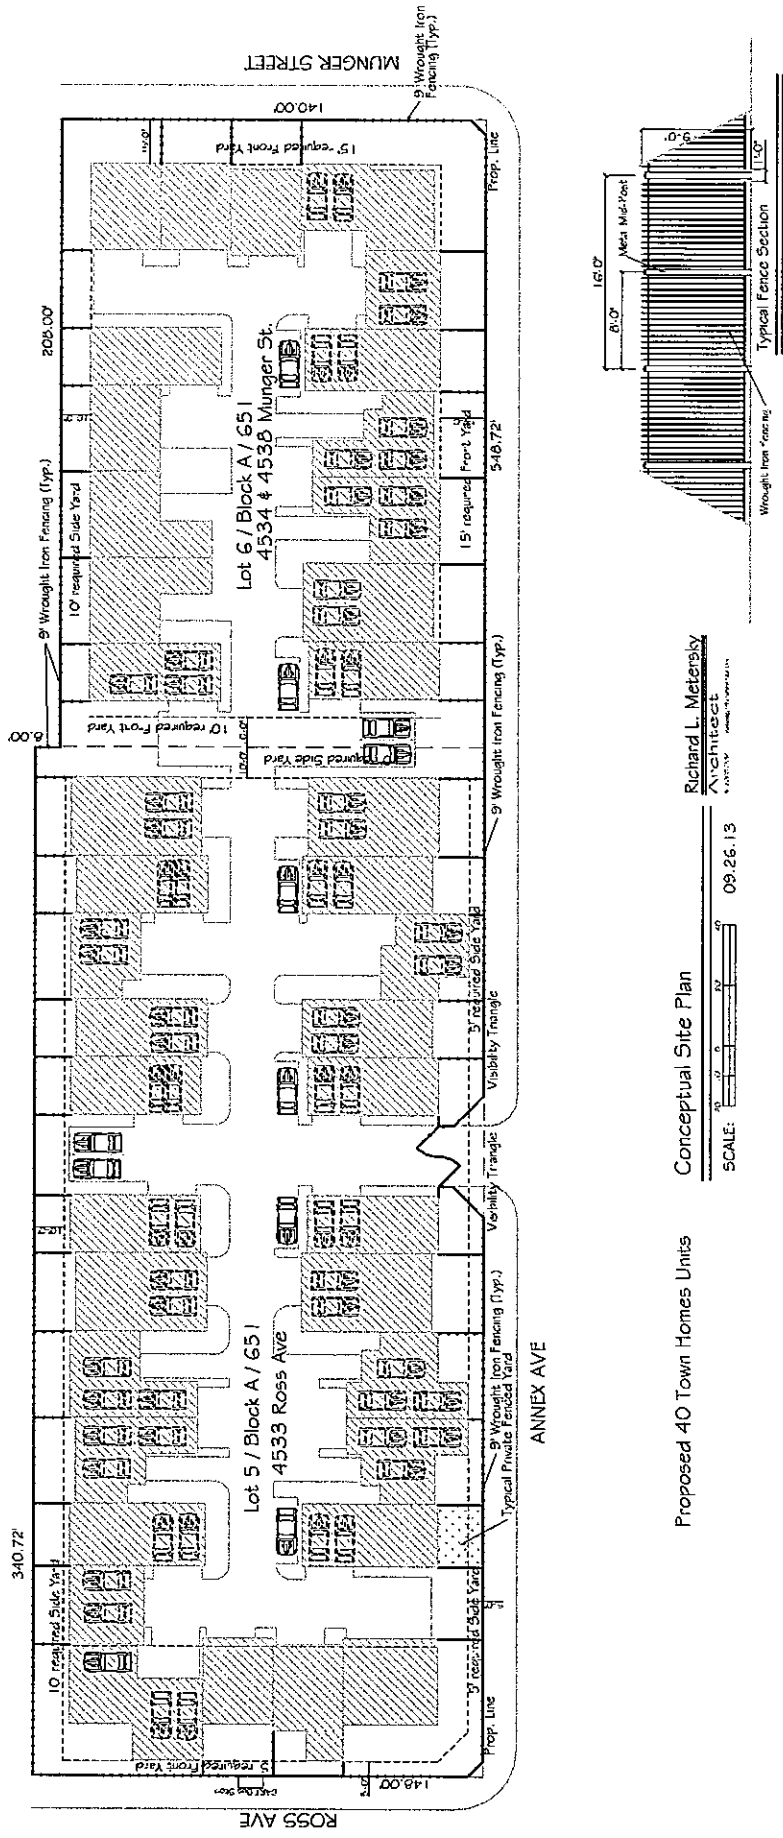 MUNGER STREET
9' Wrought Iron
Fencing (Typ.)
140.00'
15' required Front Yard
Prop. Line
208.00'
9' Wrought Iron Fencing (Typ.)
10' required Side Yard
Lot 6 / Block A / 651
4534 & 4538 Munger St.
15' required Front Yard
548.72'
8.00'
10' required Front Yard
10' required Side Yard
9' Wrought Iron Fencing (Typ.)
5' required Side Yard
Visibility Triangle
Visibility Triangle
340.72'
10' required Side Yard
Lot 5 / Block A / 651
4533 Ross Ave
9' Wrought Iron Fencing (Typ.)
Typical Private Fenced Yard
5' required Side Yard
Prop. Line
5' required Front Yard
148.00'
ROSS AVE
ANNEX AVE
9'-0"
1'-0"
16'-0"
8'-0"
Metal Mid-Post
Wrought Iron Fencing
Typical Fence Section
Proposed 40 Town Homes Units
Conceptual Site Plan
SCALE:
09.26.13
Richard L. Metersky
Architect